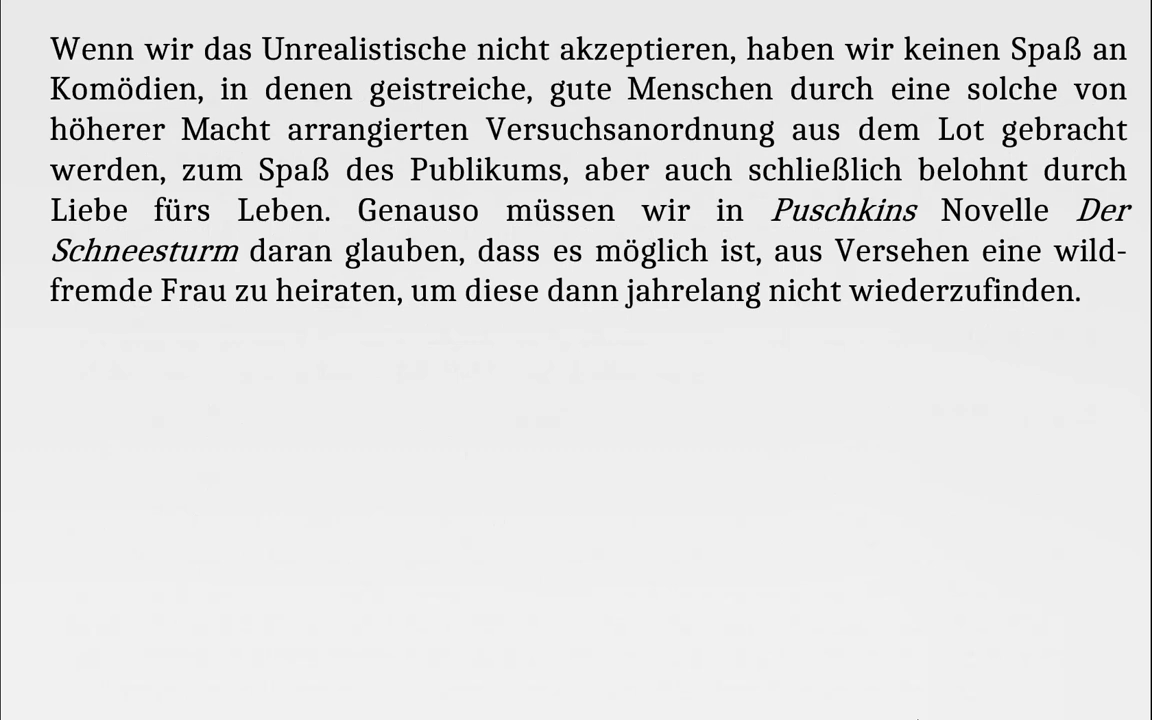 Wenn wir das Unrealistische nicht akzeptieren, haben wir keinen Spaß an
Komödien, in denen geistreiche, gute Menschen durch eine solche von
höherer Macht arrangierten Versuchsanordnung aus dem Lot gebracht
werden, zum Spaß des Publikums, aber auch schließlich belohnt durch
Liebe fürs Leben. Genauso müssen wir in Puschkins Novelle Der
Schneesturm daran glauben, dass es möglich ist, aus Versehen eine wild-
fremde Frau zu heiraten, um diese dann jahrelang nicht wiederzufinden.